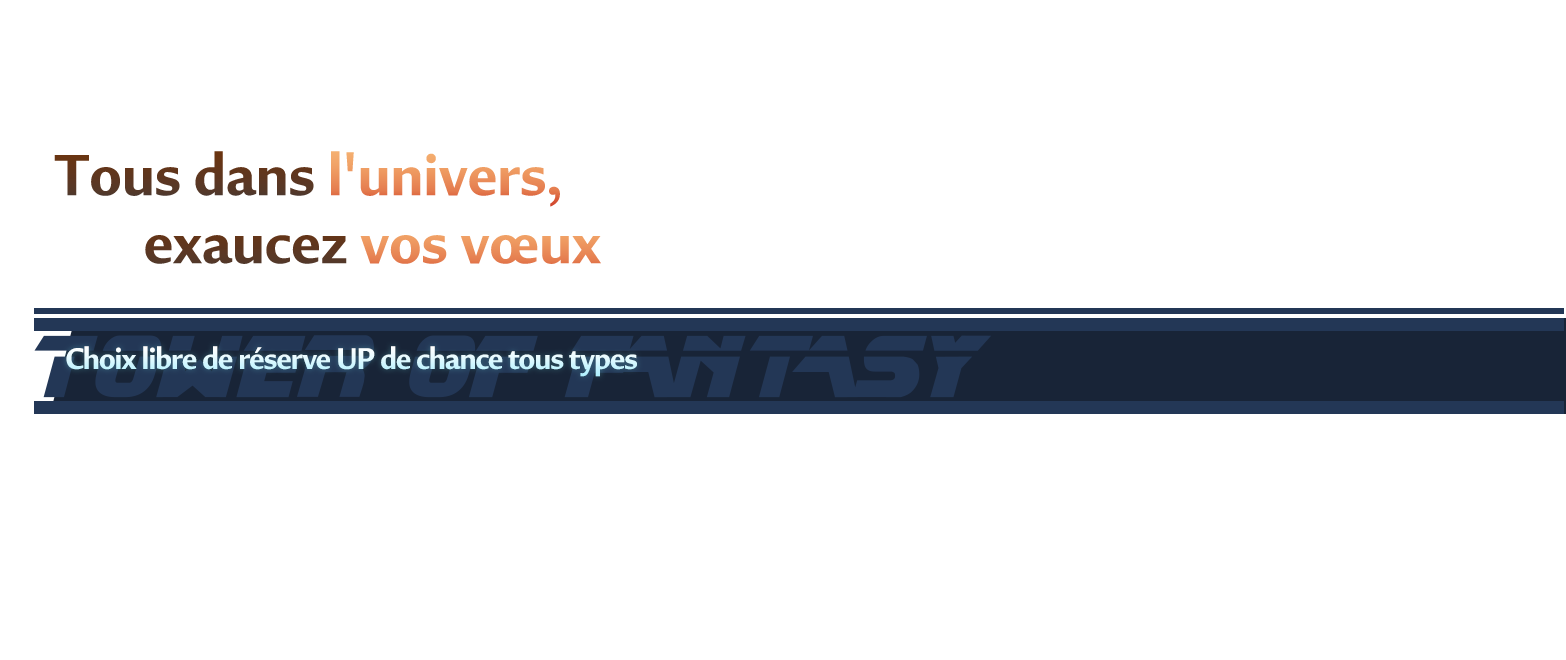 Tous dans l'univers,
exaucez vos vœux
TOWER OF FANTASY
Choix libre de réserve UP de chance tous types